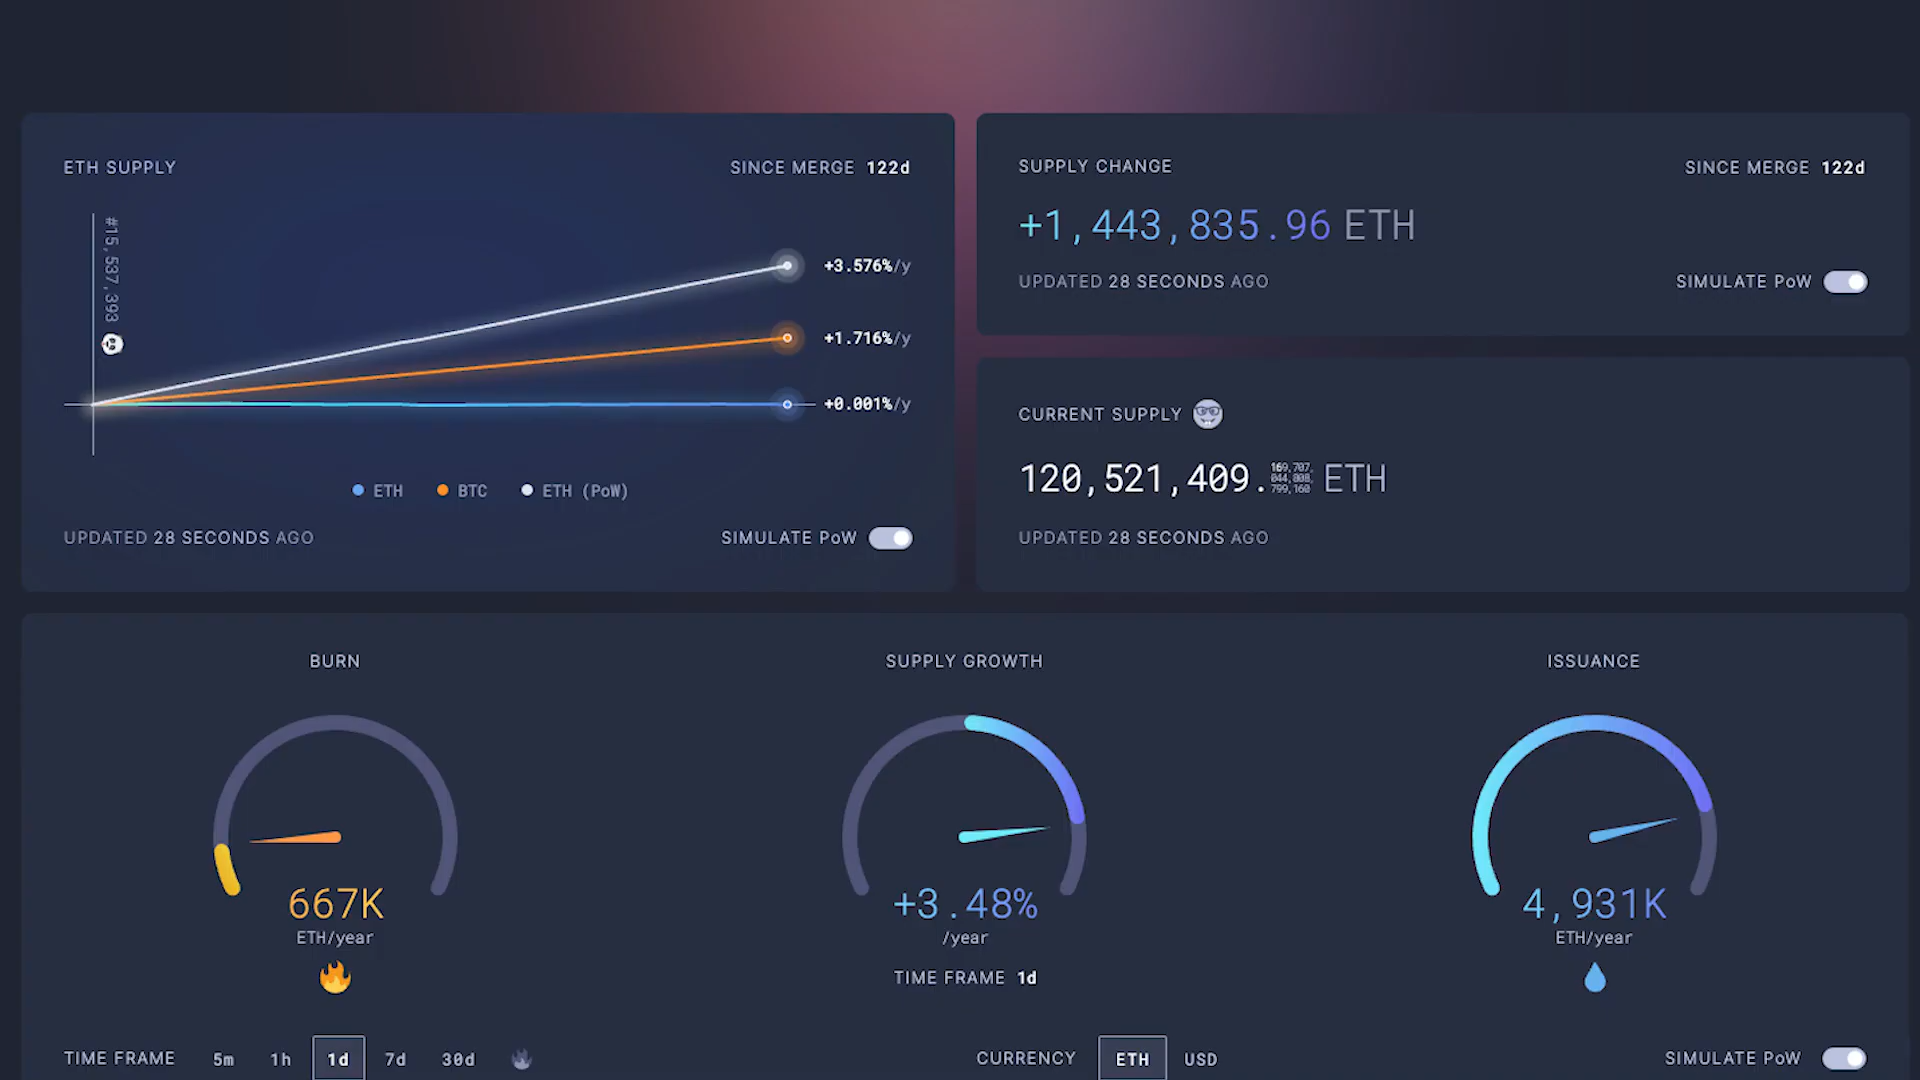 ETH SUPPLY
SINCE MERGE 122d
#15,537,393
+3.576%/y
+1.716%/y
+0.001%/y
ETH
BTC
ETH (PoW)
UPDATED 28 SECONDS AGO
SIMULATE PoW
SUPPLY CHANGE
SINCE MERGE 122d
+1,443,835.96 ETH
UPDATED 28 SECONDS AGO
SIMULATE PoW
CURRENT SUPPLY
120,521,409. ETH
UPDATED 28 SECONDS AGO
BURN
667K
ETH/year
SUPPLY GROWTH
+3.48%
/year
TIME FRAME 1d
ISSUANCE
4,931K
ETH/year
TIME FRAME 5m 1h 1d 7d 30d
CURRENCY ETH USD
SIMULATE PoW